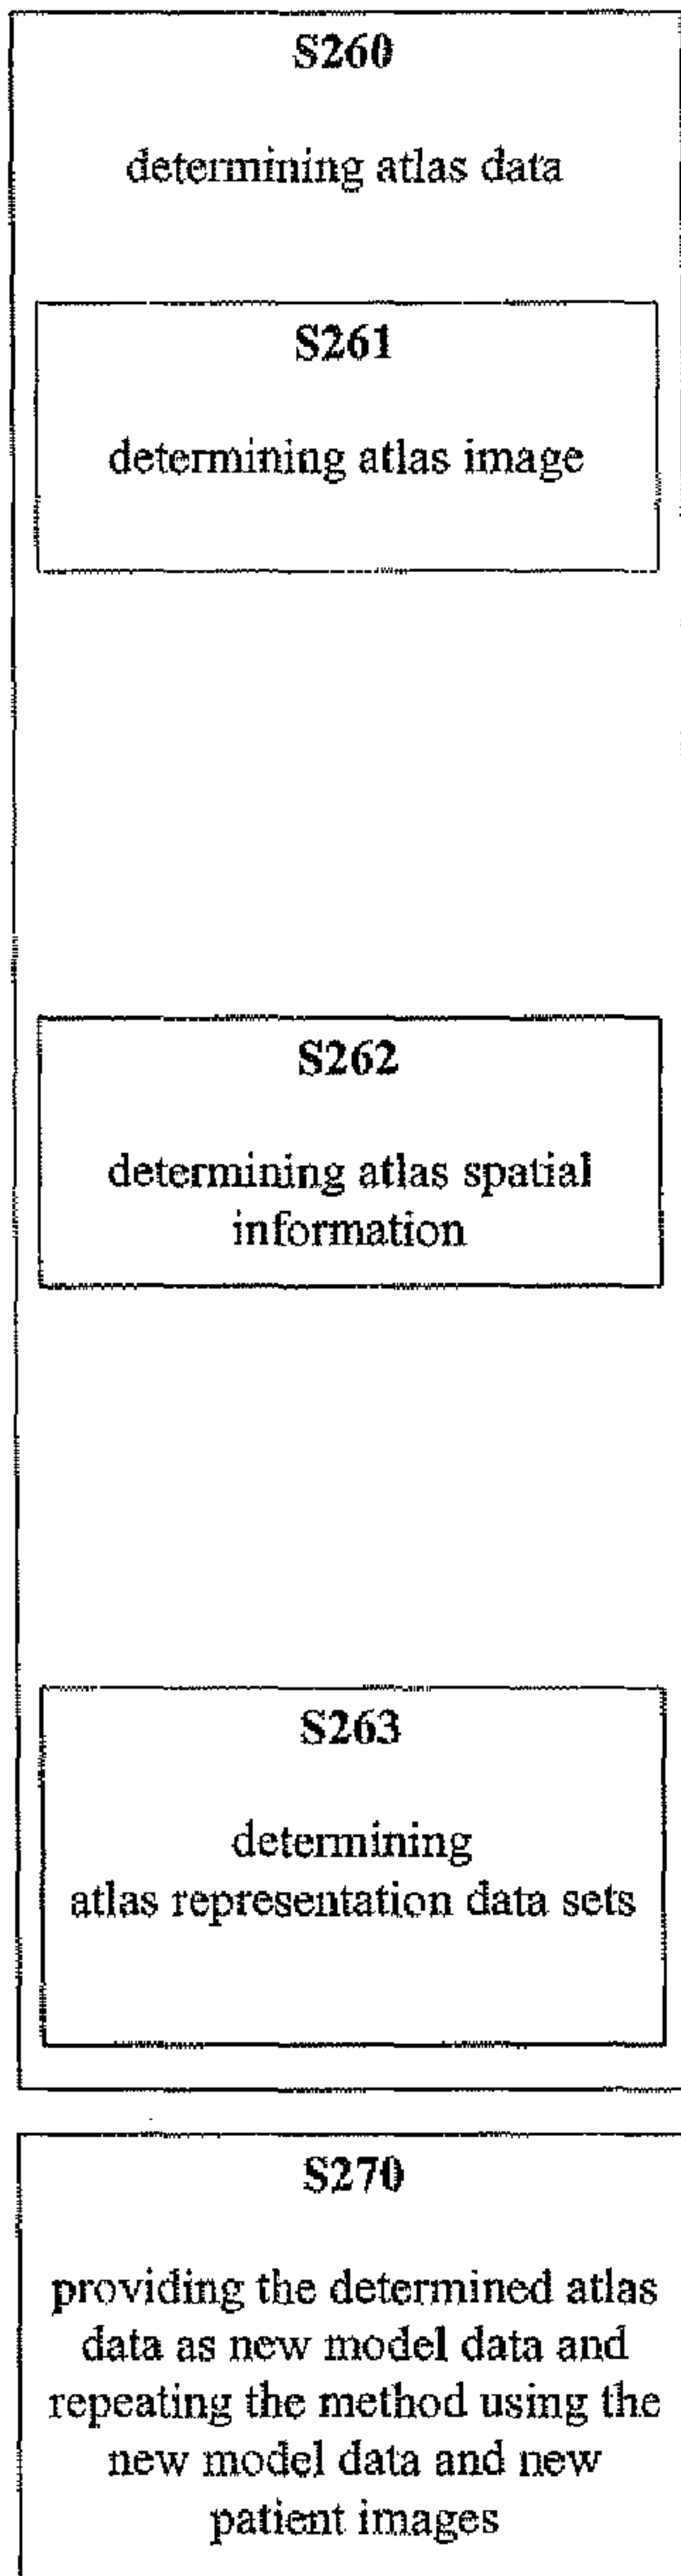 S260
determining atlas data
S261
determining atlas image
S262
determining atlas spatial
information
S263
determining
atlas representation data sets
S270
providing the determined atlas
data as new model data and
repeating the method using the
new model data and new
patient images